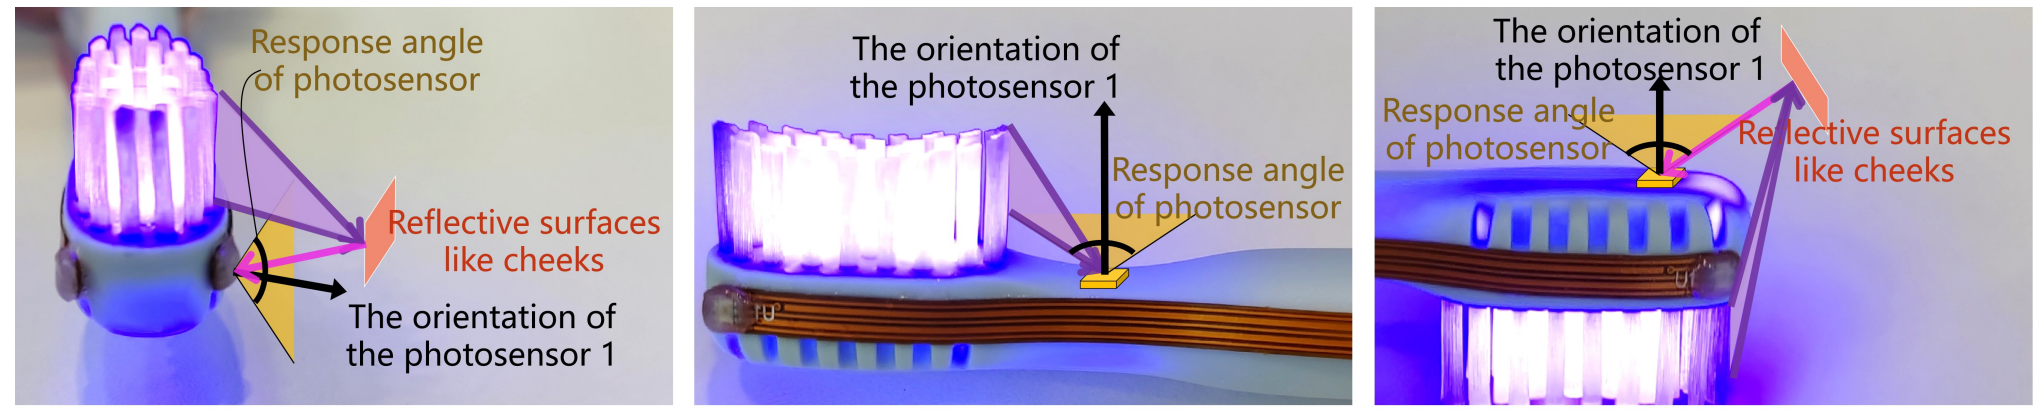 Response angle
of photosensor
Reflective surfaces
like cheeks
The orientation of
the photosensor 1
The orientation of
the photosensor 1
Response angle
of photosensor
The orientation of
the photosensor 1
Response angle
of photosensor
Reflective surfaces
like cheeks